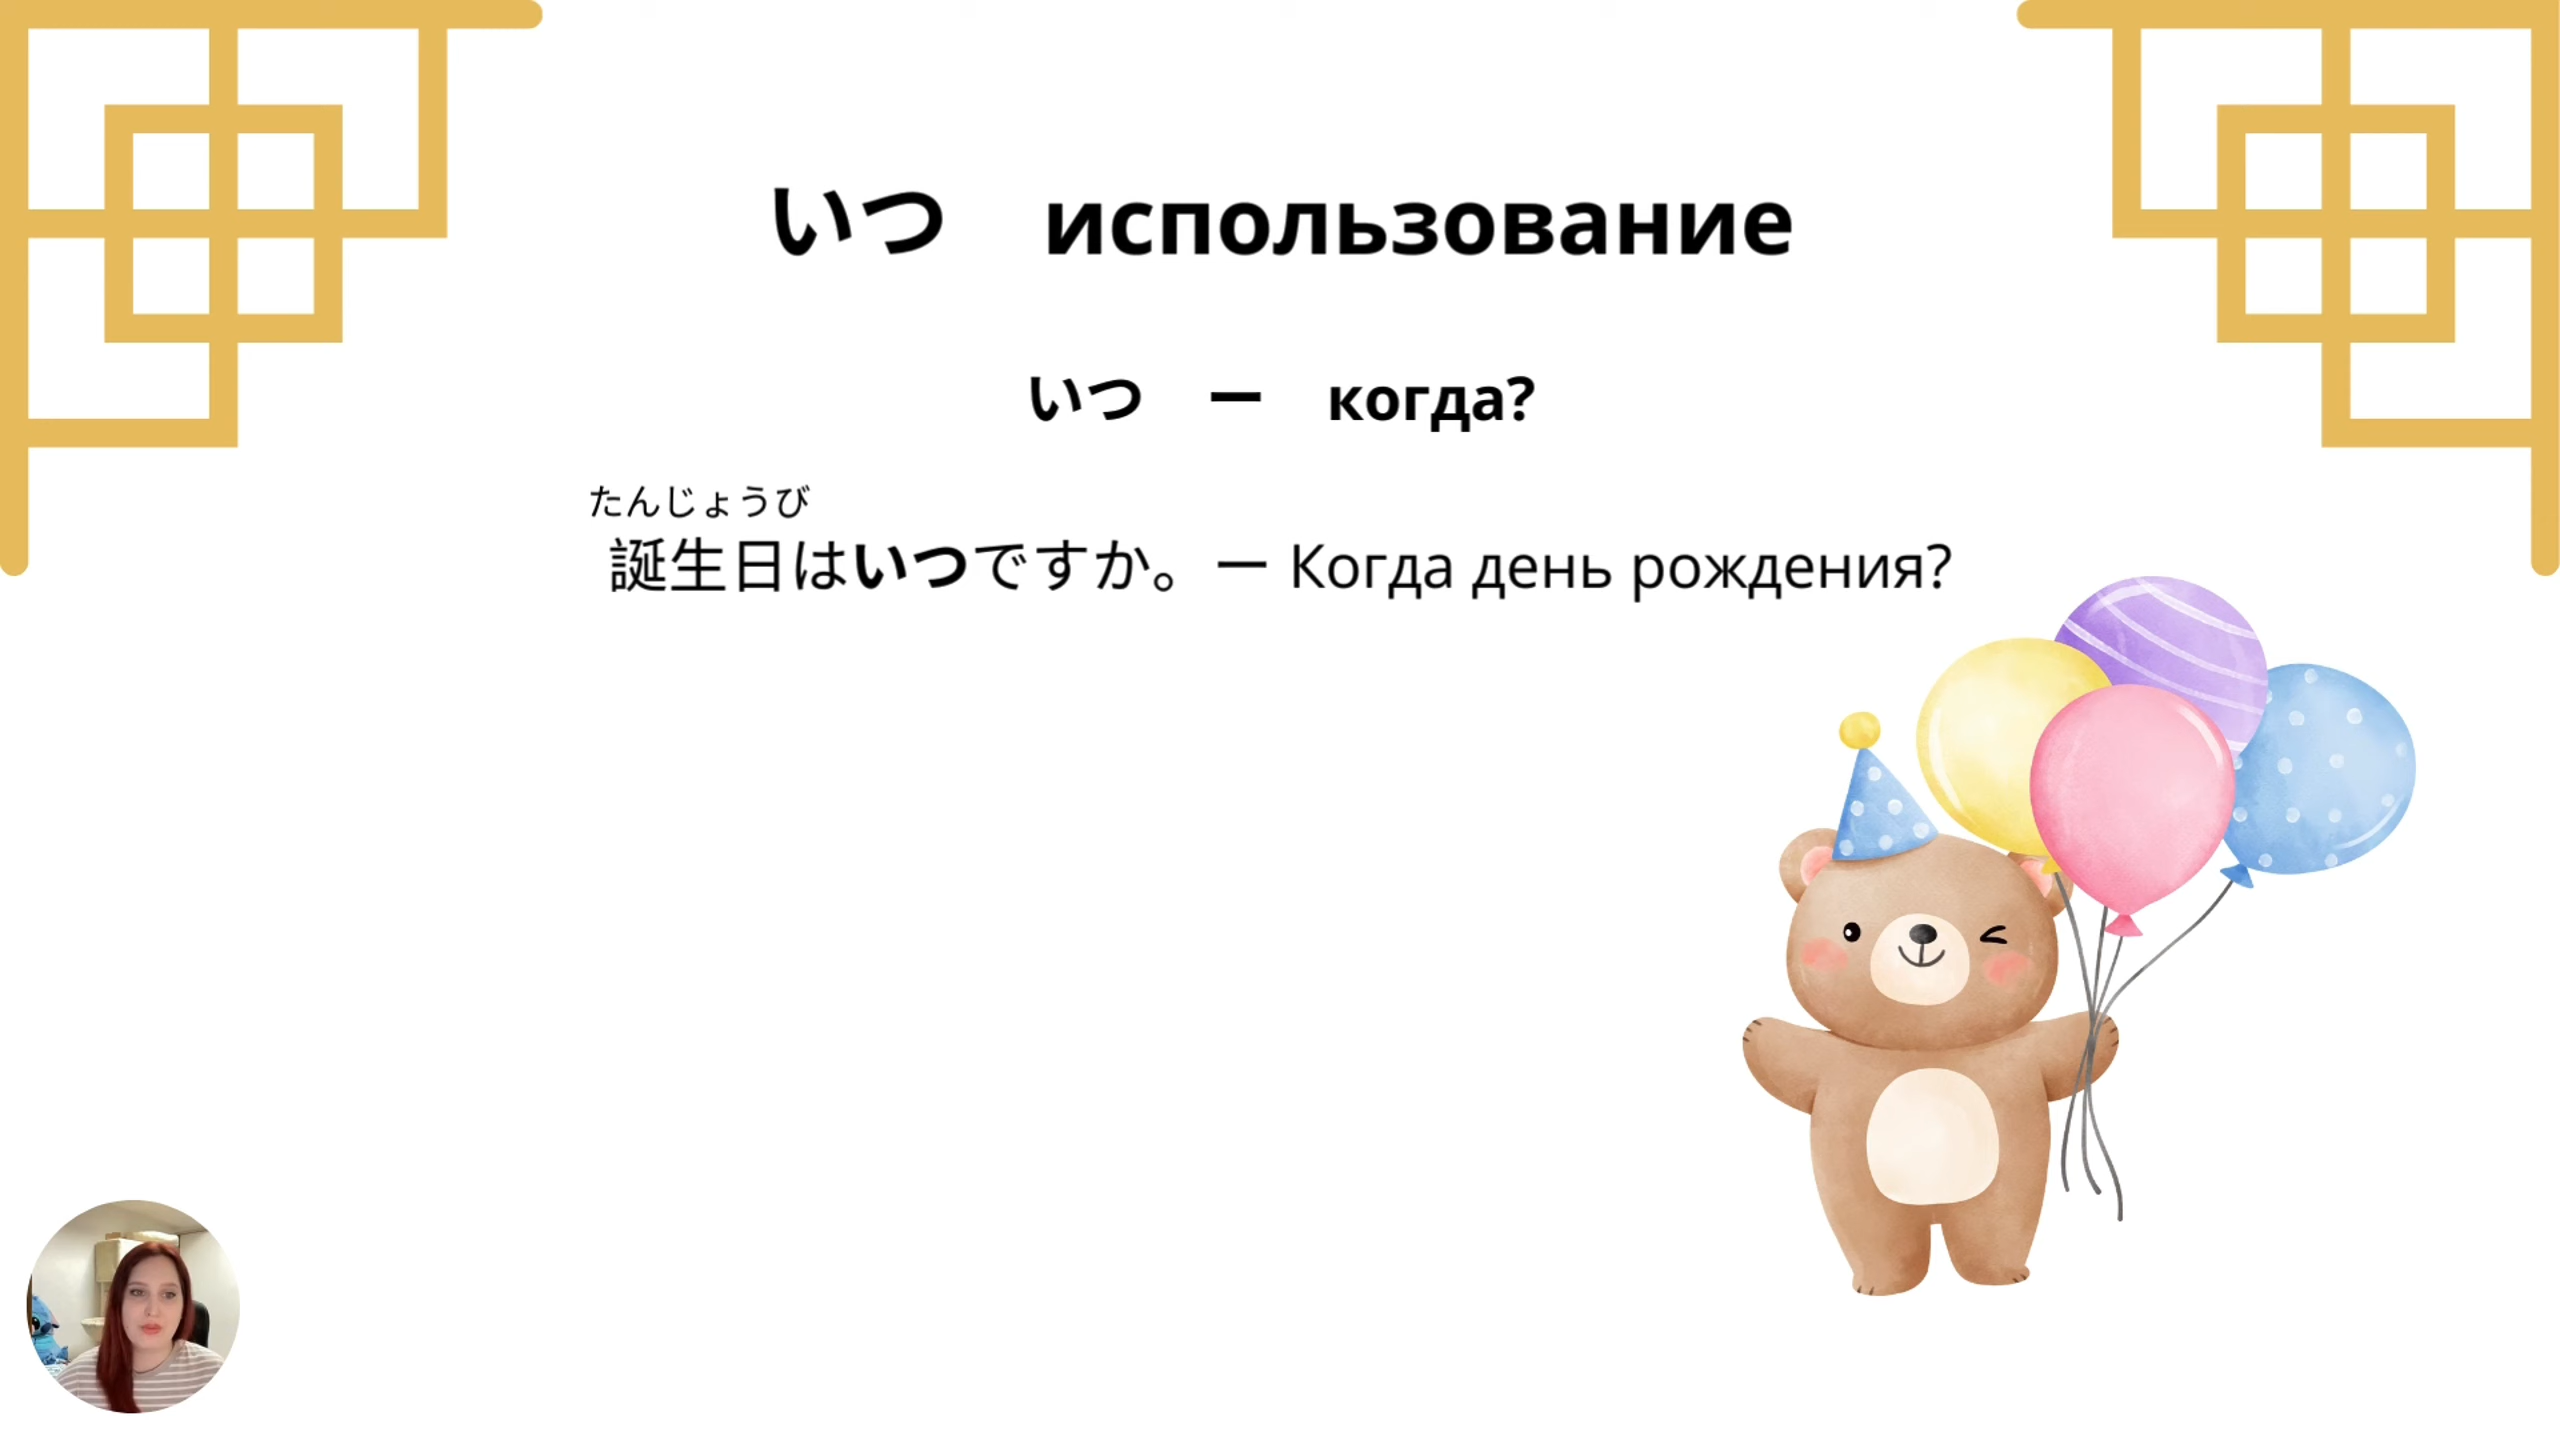 いつ　использование
いつ　ー　когда?
たんじょうび
誕生日はいつですか。ー Когда день рождения?